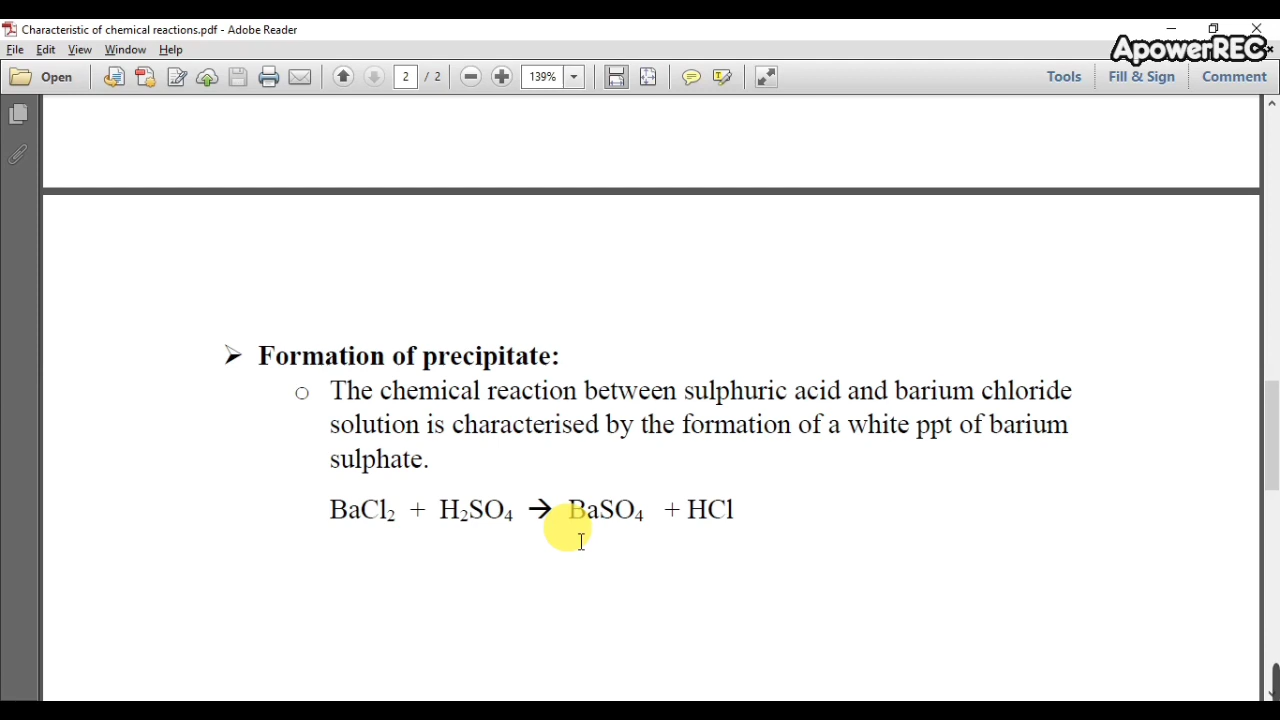 Characteristic of chemical reactions.pdf - Adobe Reader
File Edit View Window Help
ApowerREC
Open 2 / 2 139% Tools Fill & Sign Comment
➢ Formation of precipitate:
o The chemical reaction between sulphuric acid and barium chloride
solution is characterised by the formation of a white ppt of barium
sulphate.
BaCl₂ + H₂SO₄ → BaSO₄ + HCl